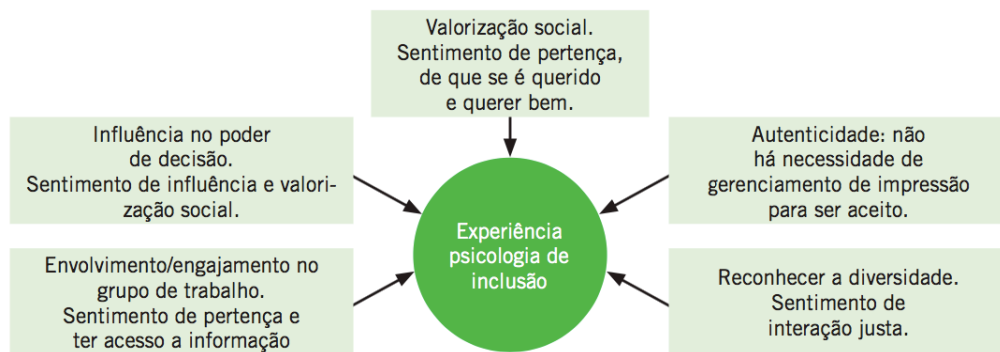 Valorização social.
Sentimento de pertença,
de que se é querido
e querer bem.
Influência no poder
de decisão.
Sentimento de influência e valori-
zação social.
Autenticidade: não
há necessidade de
gerenciamento de impressão
para ser aceito.
Experiência
psicologia de
inclusão
Envolvimento/engajamento no
grupo de trabalho.
Sentimento de pertença e
ter acesso a informação
Reconhecer a diversidade.
Sentimento de
interação justa.